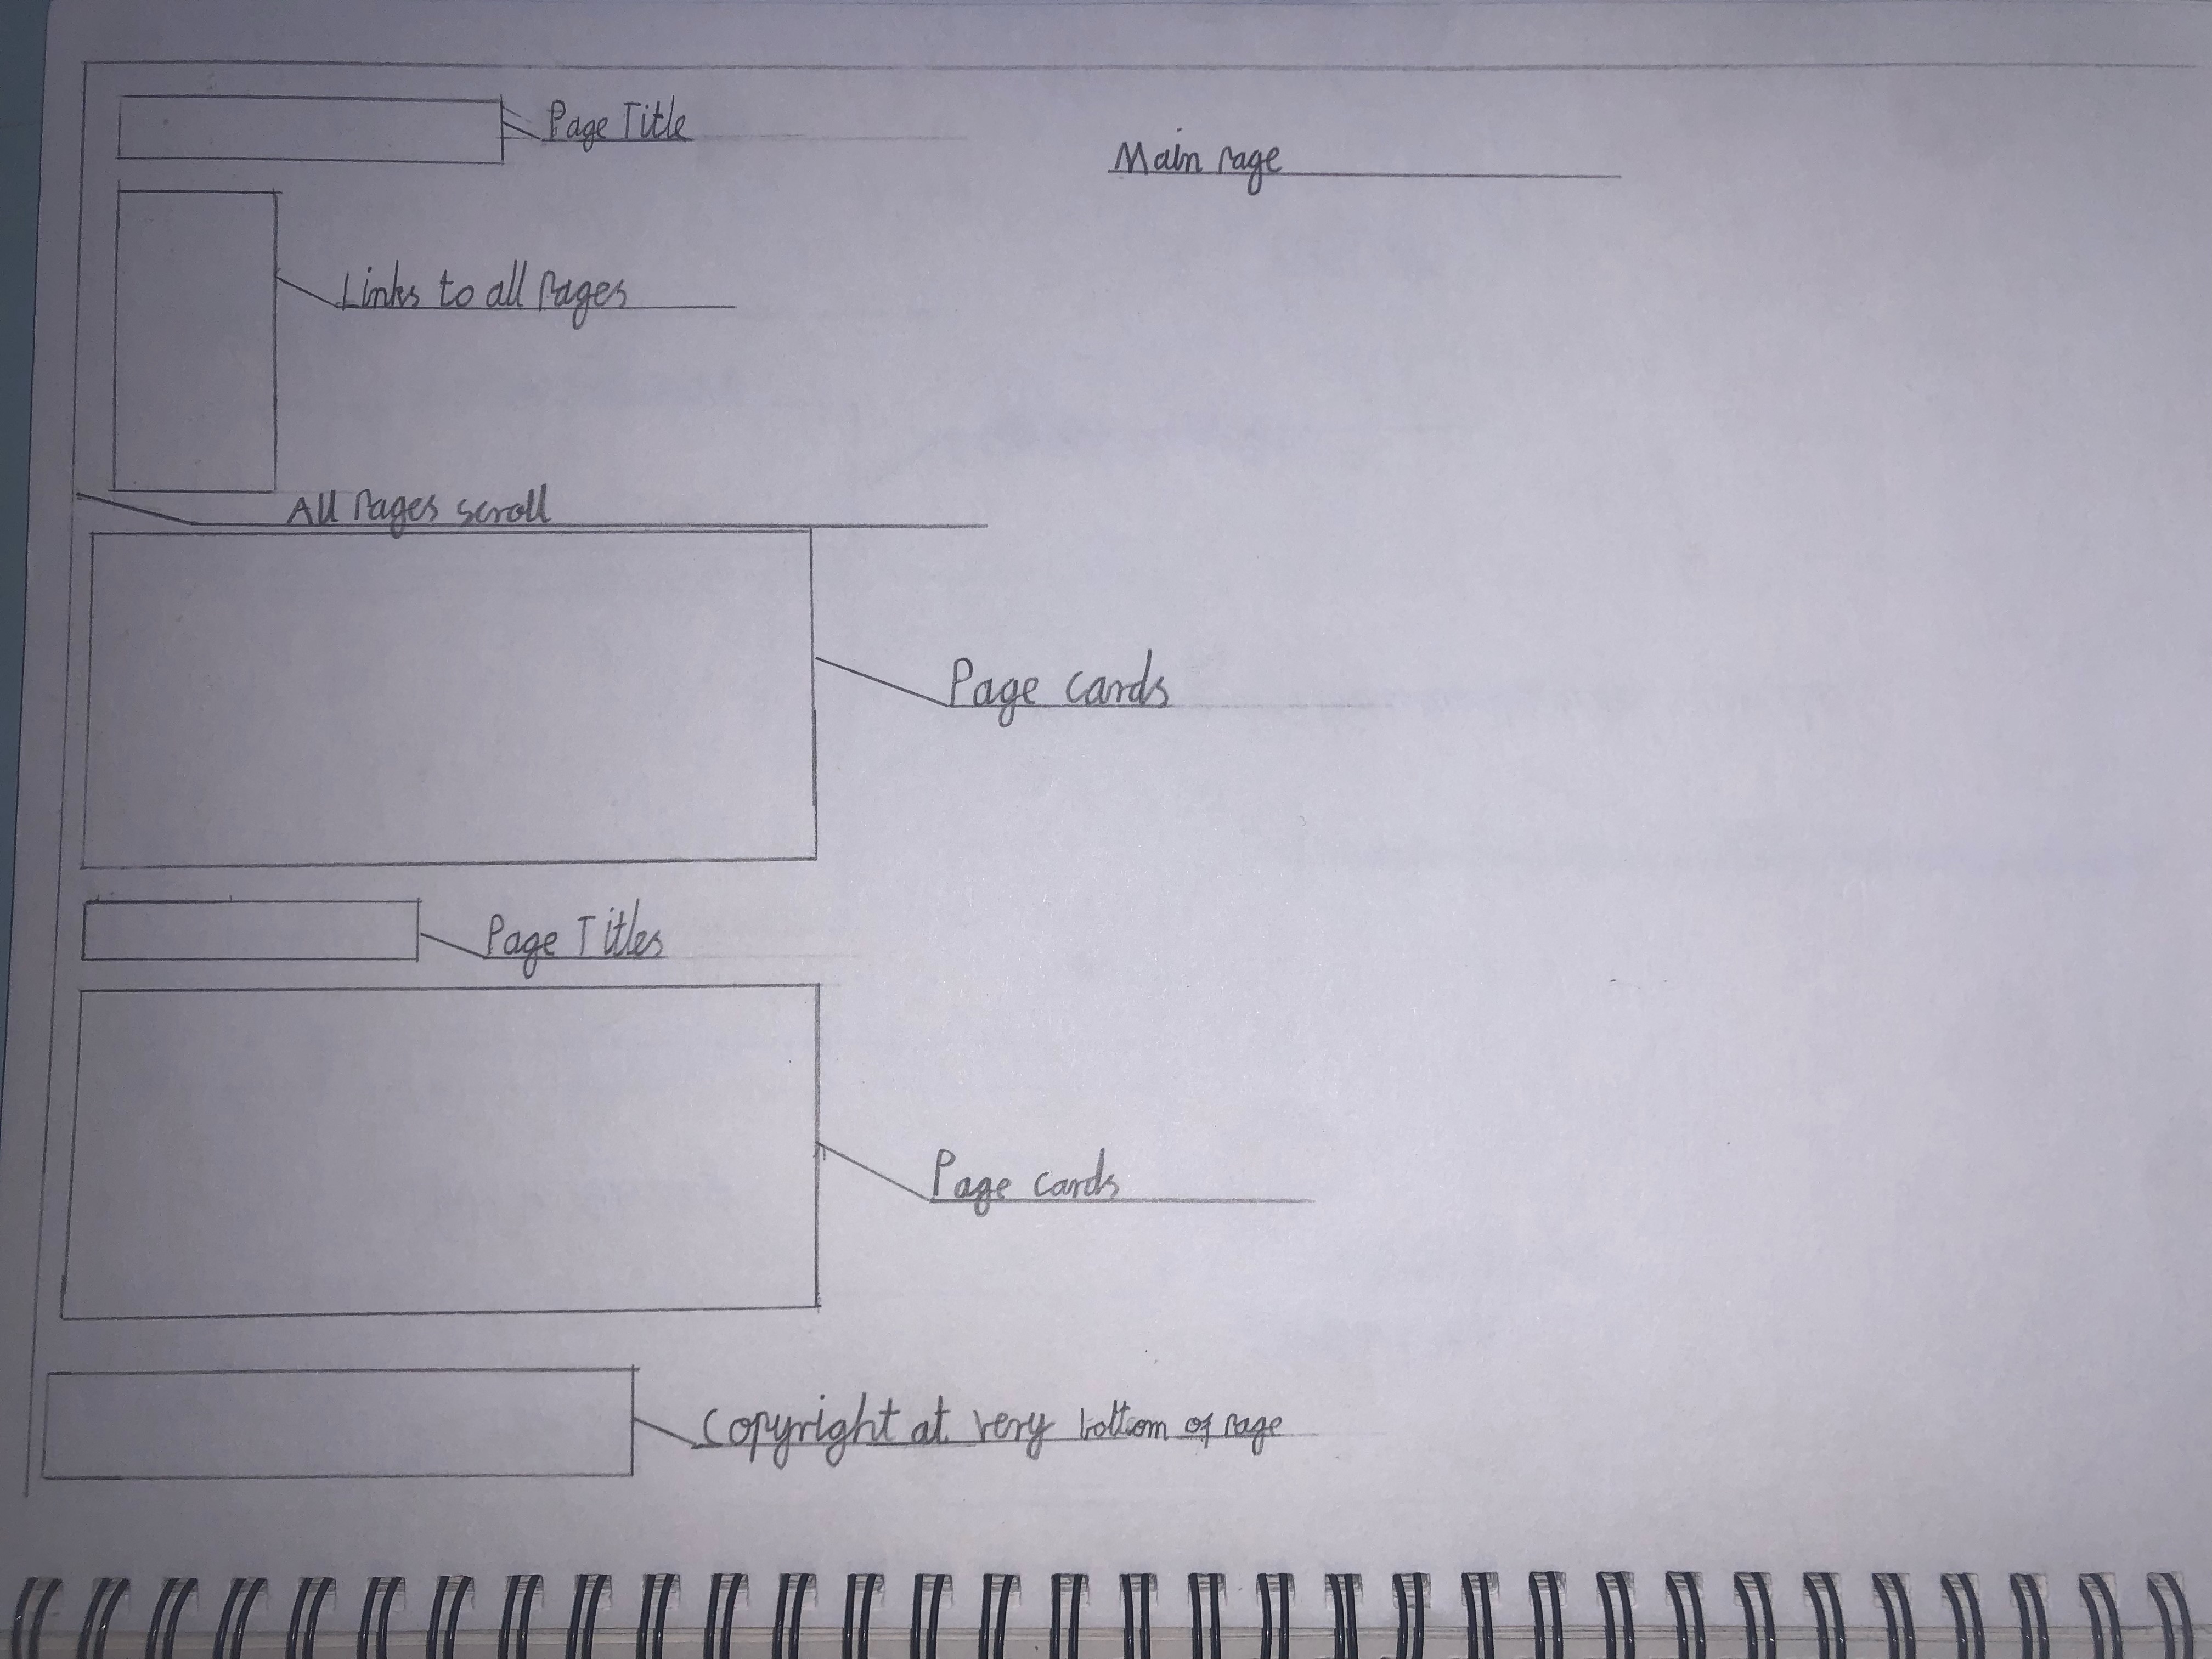 Main page
Page Title
Links to all pages
All pages scroll
Page cards
Page Titles
Page cards
Copyright at very bottom of page